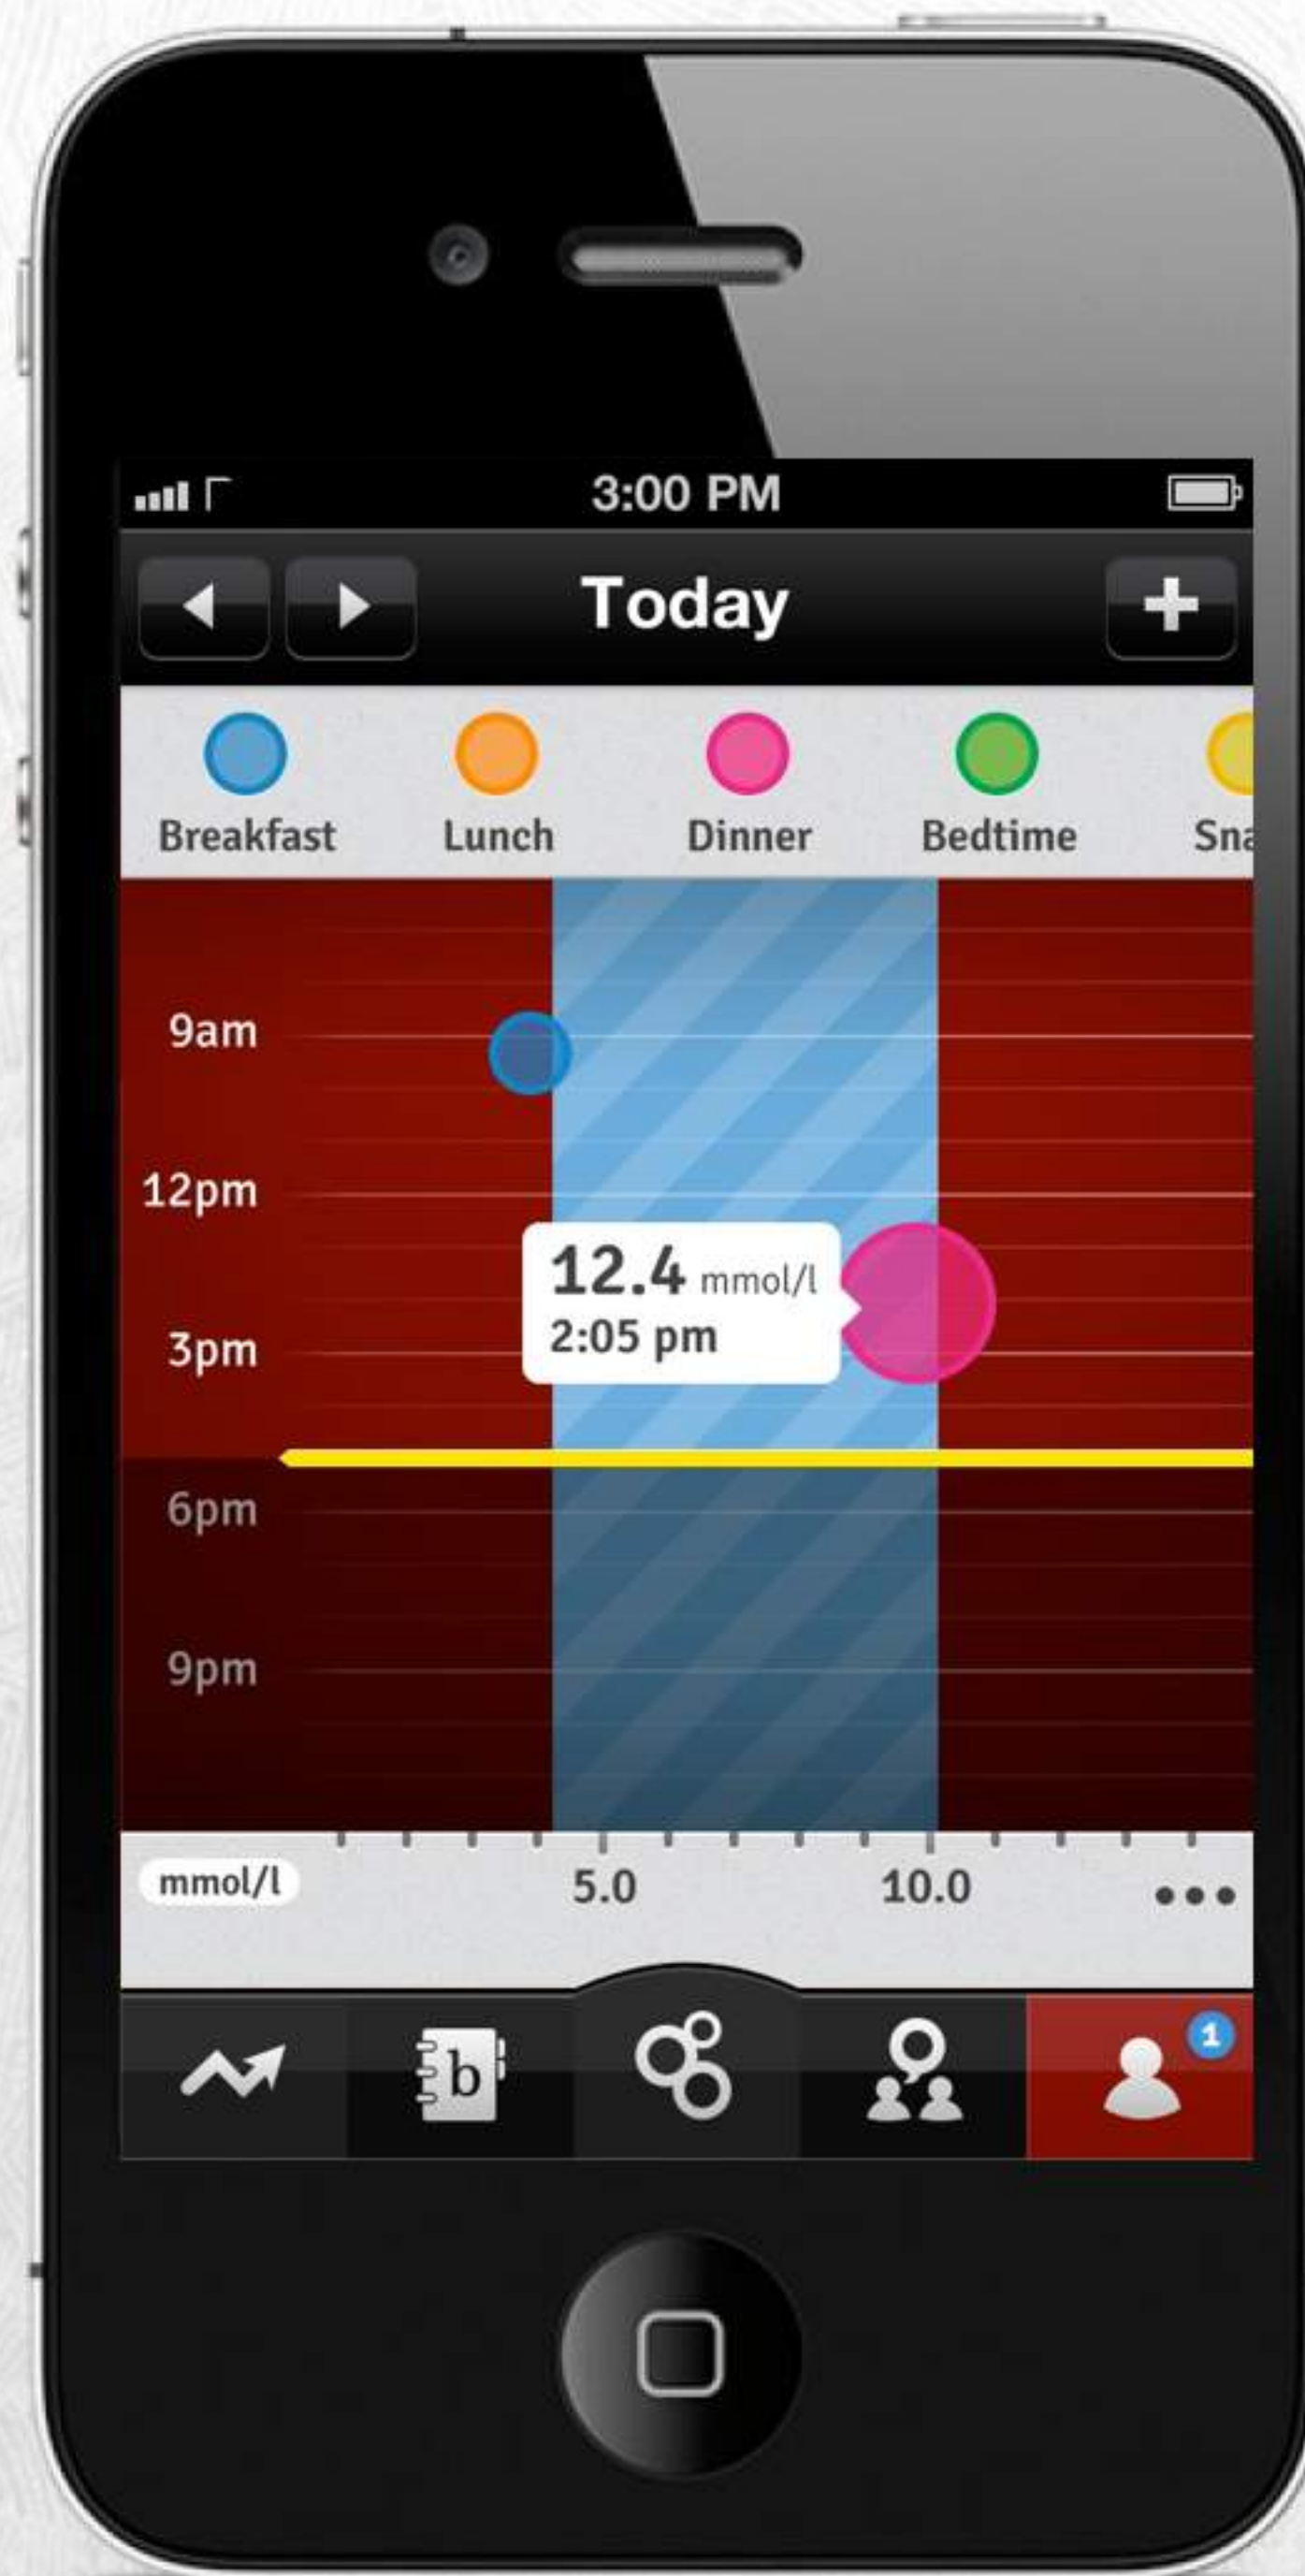 3:00 PM
Today
Breakfast Lunch Dinner Bedtime Sna
9am
12pm
12.4 mmol/l
2:05 pm
3pm
6pm
9pm
mmol/l 5.0 10.0
b
1